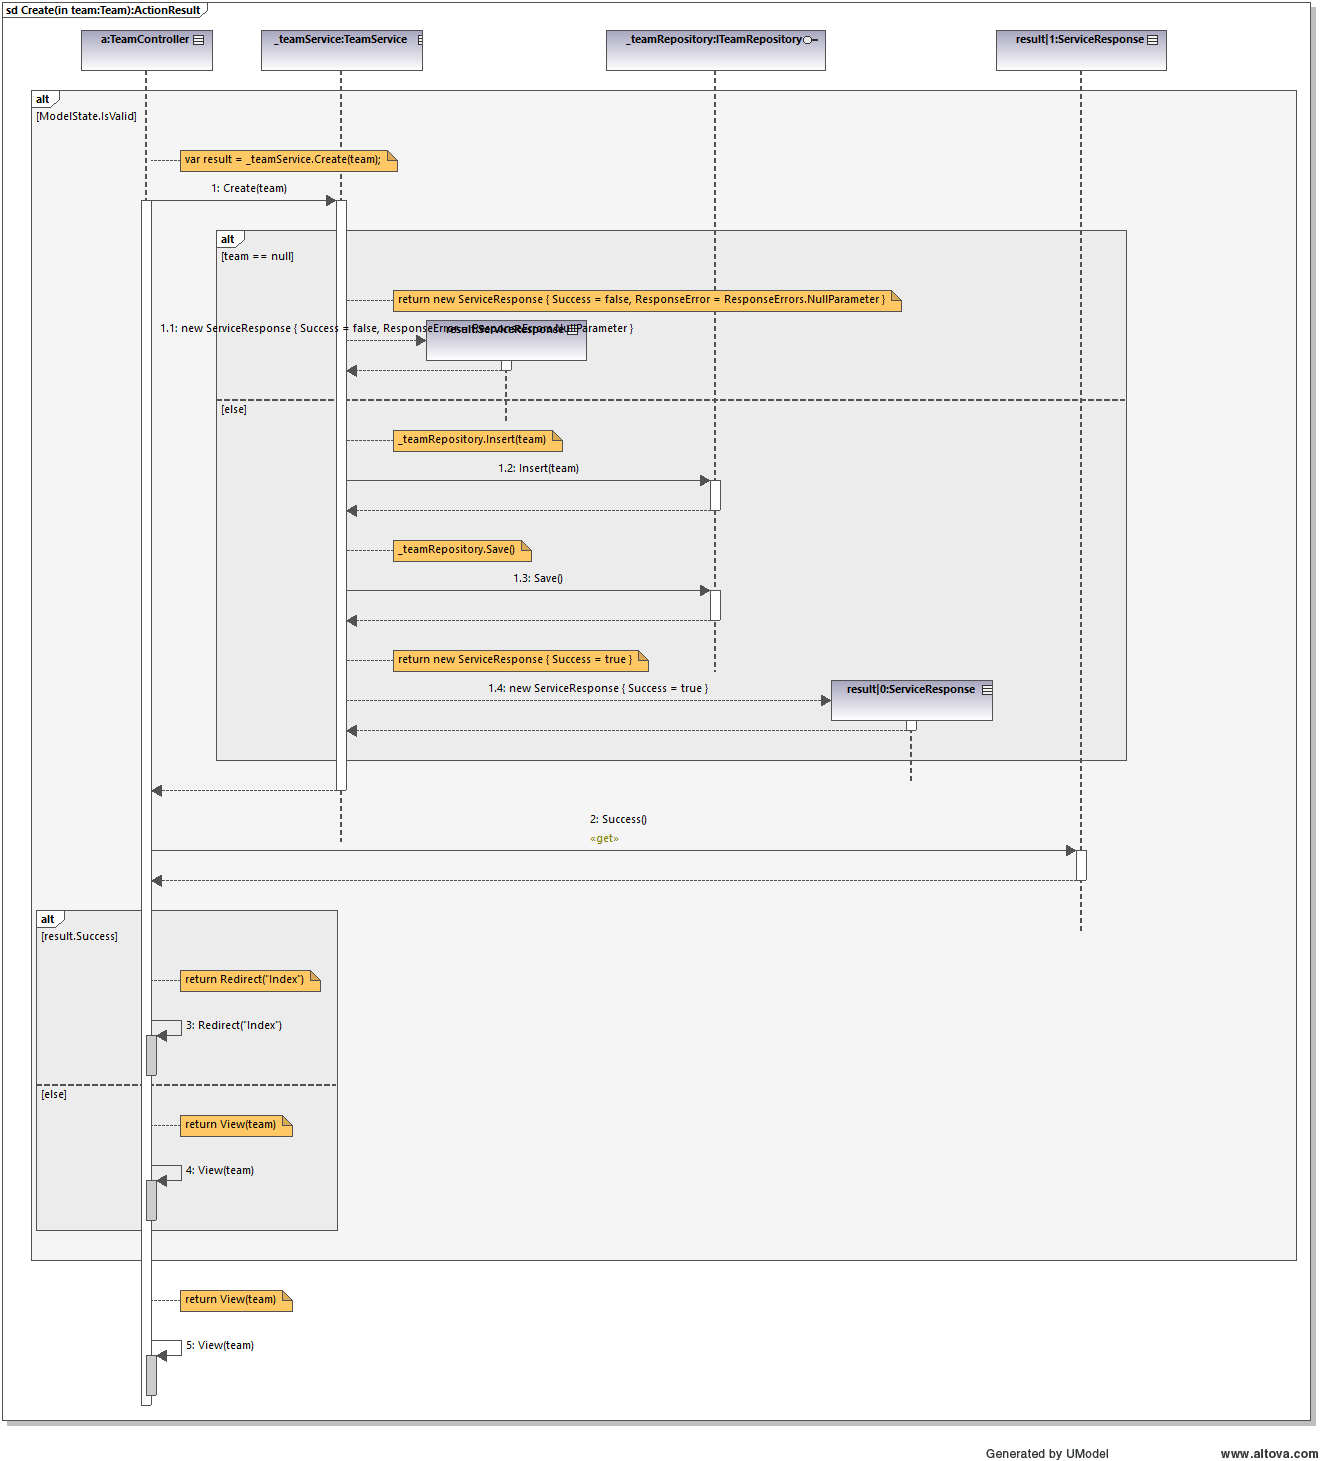 sd Create(in team:Team):ActionResult
a:TeamController
_teamService:TeamService
_teamRepository:ITeamRepository
result|1:ServiceResponse
alt
[ModelState.IsValid]
var result = _teamService.Create(team);
1: Create(team)
alt
[team == null]
return new ServiceResponse { Success = false, ResponseError = ResponseErrors.NullParameter }
1.1: new ServiceResponse { Success = false, ResponseError = ResponseErrors.NullParameter }
result:ServiceResponse
[else]
_teamRepository.Insert(team)
1.2: Insert(team)
_teamRepository.Save()
1.3: Save()
return new ServiceResponse { Success = true }
1.4: new ServiceResponse { Success = true }
result|0:ServiceResponse
2: Success()
«get»
alt
[result.Success]
return Redirect("Index")
3: Redirect("Index")
[else]
return View(team)
4: View(team)
return View(team)
5: View(team)
Generated by UModel
www.altova.com